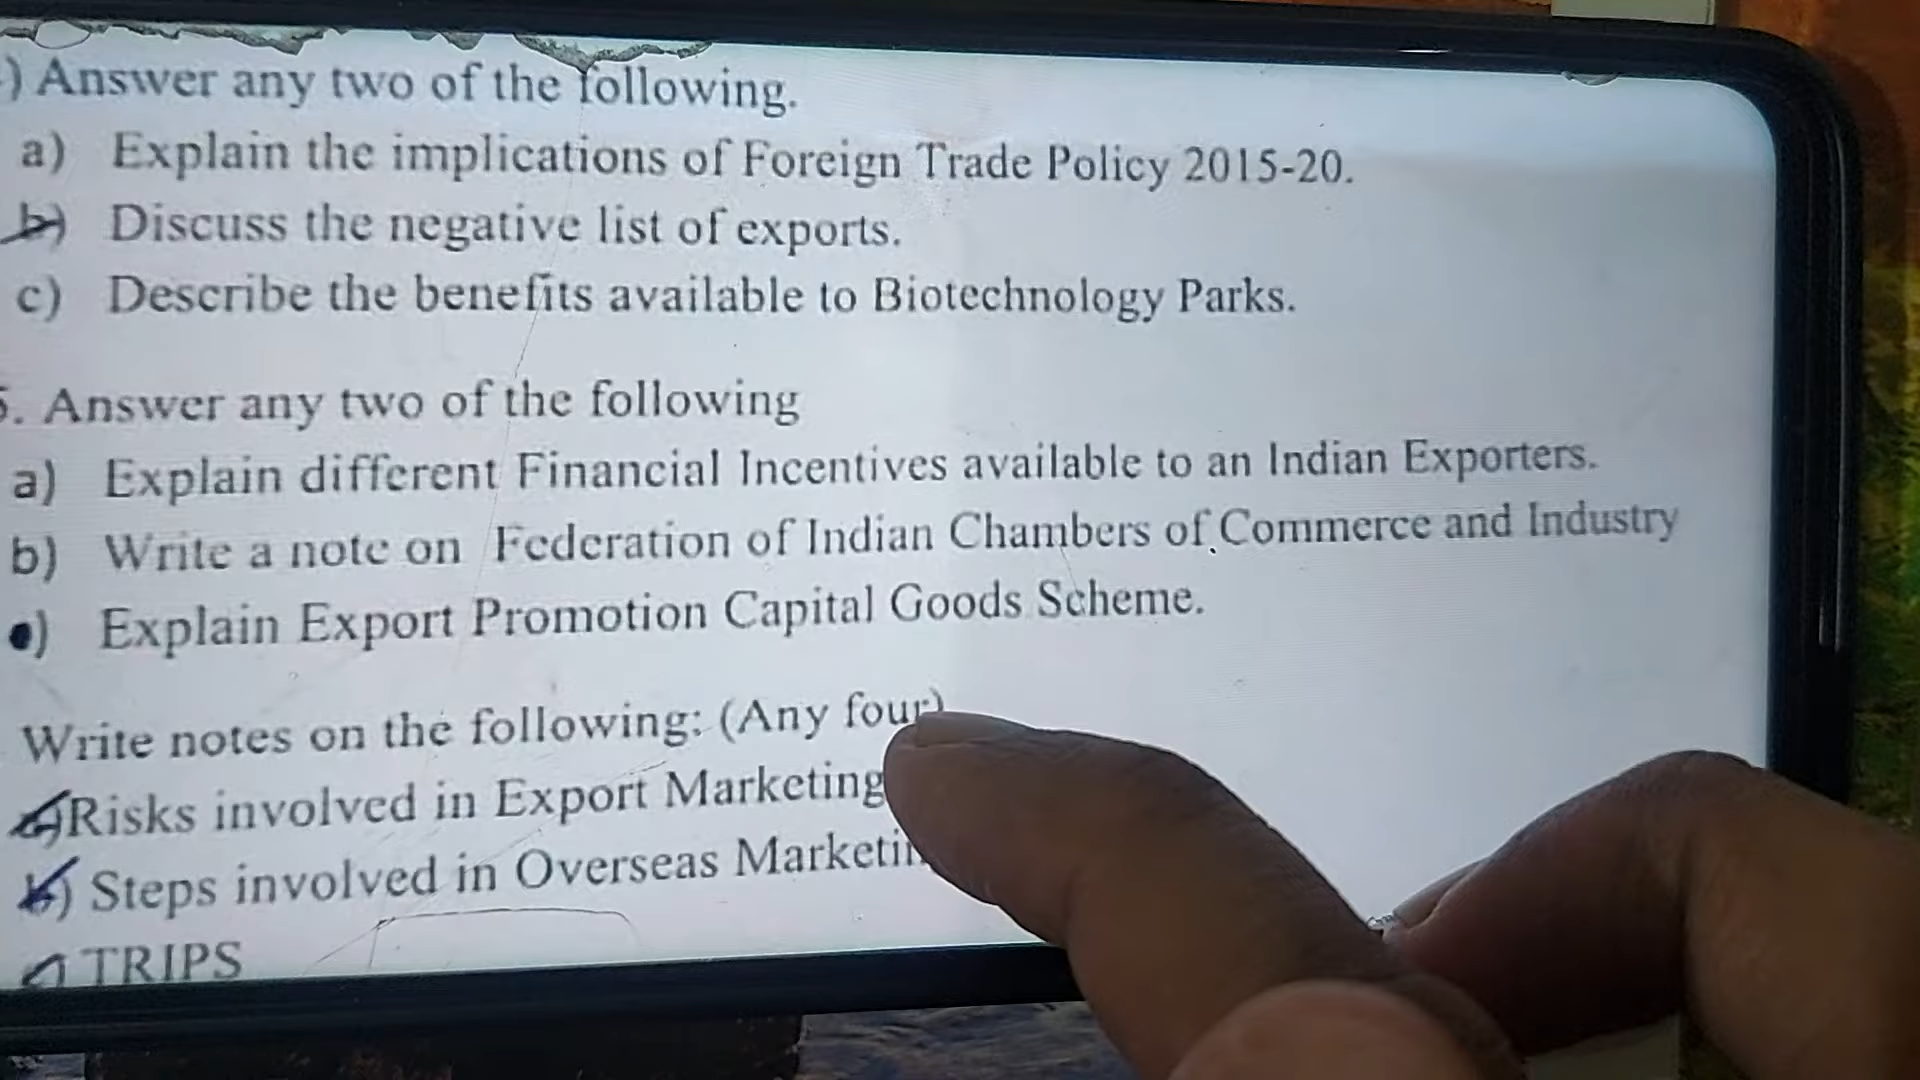 ) Answer any two of the following.
a) Explain the implications of Foreign Trade Policy 2015-20.
b) Discuss the negative list of exports.
c) Describe the benefits available to Biotechnology Parks.
5. Answer any two of the following
a) Explain different Financial Incentives available to an Indian Exporters.
b) Write a note on Federation of Indian Chambers of Commerce and Industry
) Explain Export Promotion Capital Goods Scheme.
Write notes on the following: (Any four)
Risks involved in Export Marketing
b) Steps involved in Overseas
TRIPS